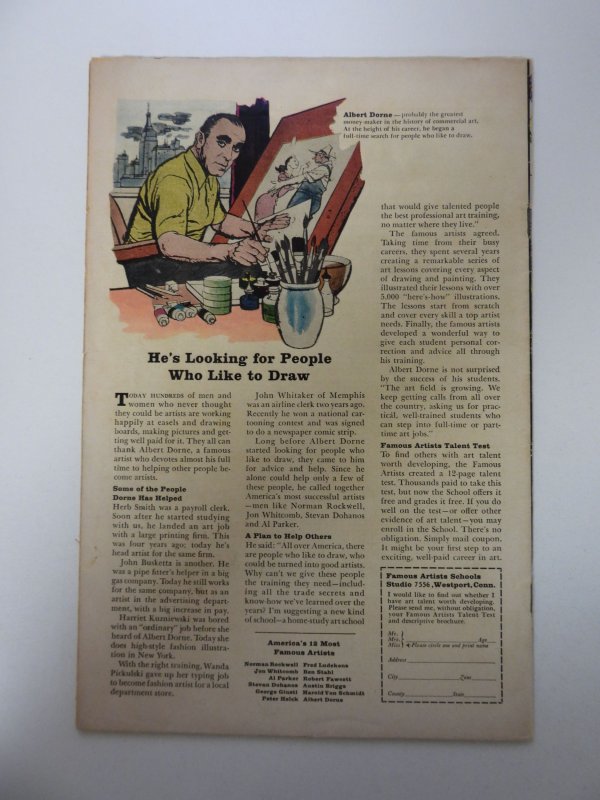 Albert Dorne — probably the greatest
money-maker in the history of commercial art.
At the height of his career, he began a
full-time search for people who like to draw.
He's Looking for People
Who Like to Draw
TODAY HUNDREDS of men and
women who never thought
they could be artists are working
happily at easels and drawing
boards, making pictures and get-
ting well paid for it. They all can
thank Albert Dorne, a famous
artist who devotes almost his full
time to helping other people be-
come artists.
Some of the People
Dorne Has Helped
Herb Smith was a payroll clerk.
Soon after he started studying
with us, he landed an art job
with a large printing firm. This
was four years ago: today he's
head artist for the same firm.
John Busketta is another. He
was a pipe fitter's helper in a big
gas company. Today he still works
for the same company, but as an
artist in the advertising depart-
ment, with a big increase in pay.
Harriet Kuzniewski was bored
with an "ordinary" job before she
heard of Albert Dorne. Today she
does high-style fashion illustra-
tion in New York.
With the right training, Wanda
Pickulski gave up her typing job
to become fashion artist for a local
department store.
John Whitaker of Memphis
was an airline clerk two years ago.
Recently he won a national car-
tooning contest and was signed
to do a newspaper comic strip.
Long before Albert Dorne
started looking for people who
like to draw, they came to him
for advice and help. Since he
alone could help only a few of
these people, he called together
America's most successful artists
—men like Norman Rockwell,
Jon Whitcomb, Stevan Dohanos
and Al Parker.
A Plan to Help Others
He said: "All over America, there
are people who like to draw, who
could be turned into good artists.
Why can't we give these people
the training they need—includ-
ing all the trade secrets and
know-how we've learned over the
years? I'm suggesting a new kind
of school—a home-study art school
America's 12 Most
Famous Artists
Norman Rockwell Fred Ludekens
Jon Whitcomb Ben Stahl
Al Parker Robert Fawcett
Stevan Dohanos Austin Briggs
George Giusti Harold Von Schmidt
Peter Helck Albert Dorne
that would give talented people
the best professional art training,
no matter where they live."
The famous artists agreed.
Taking time from their busy
careers, they spent several years
creating a remarkable series of
art lessons covering every aspect
of drawing and painting. They
illustrated their lessons with over
5,000 "here's-how" illustrations.
The lessons start from scratch
and cover every skill a top artist
needs. Finally, the famous artists
developed a wonderful way to
give each student personal cor-
rection and advice all through
his training.
Albert Dorne is not surprised
by the success of his students.
"The art field is growing. We
keep getting calls from all over
the country, asking us for prac-
tical, well-trained students who
can step into full-time or part-
time art jobs."
Famous Artists Talent Test
To find others with art talent
worth developing, the Famous
Artists created a 12-page talent
test. Thousands paid to take this
test, but now the School offers it
free and grades it free. If you do
well on the test—or offer other
evidence of art talent—you may
enroll in the School. There's no
obligation. Simply mail coupon.
It might be your first step to an
exciting, well-paid career in art.
Famous Artists Schools
Studio 7356, Westport, Conn.
I would like to find out whether I
have art talent worth developing.
Please send me, without obligation,
your Famous Artists Talent Test
and descriptive brochure.
Mr.
Mrs. Age
Miss Please circle one and print name
Address
City Zone
County State